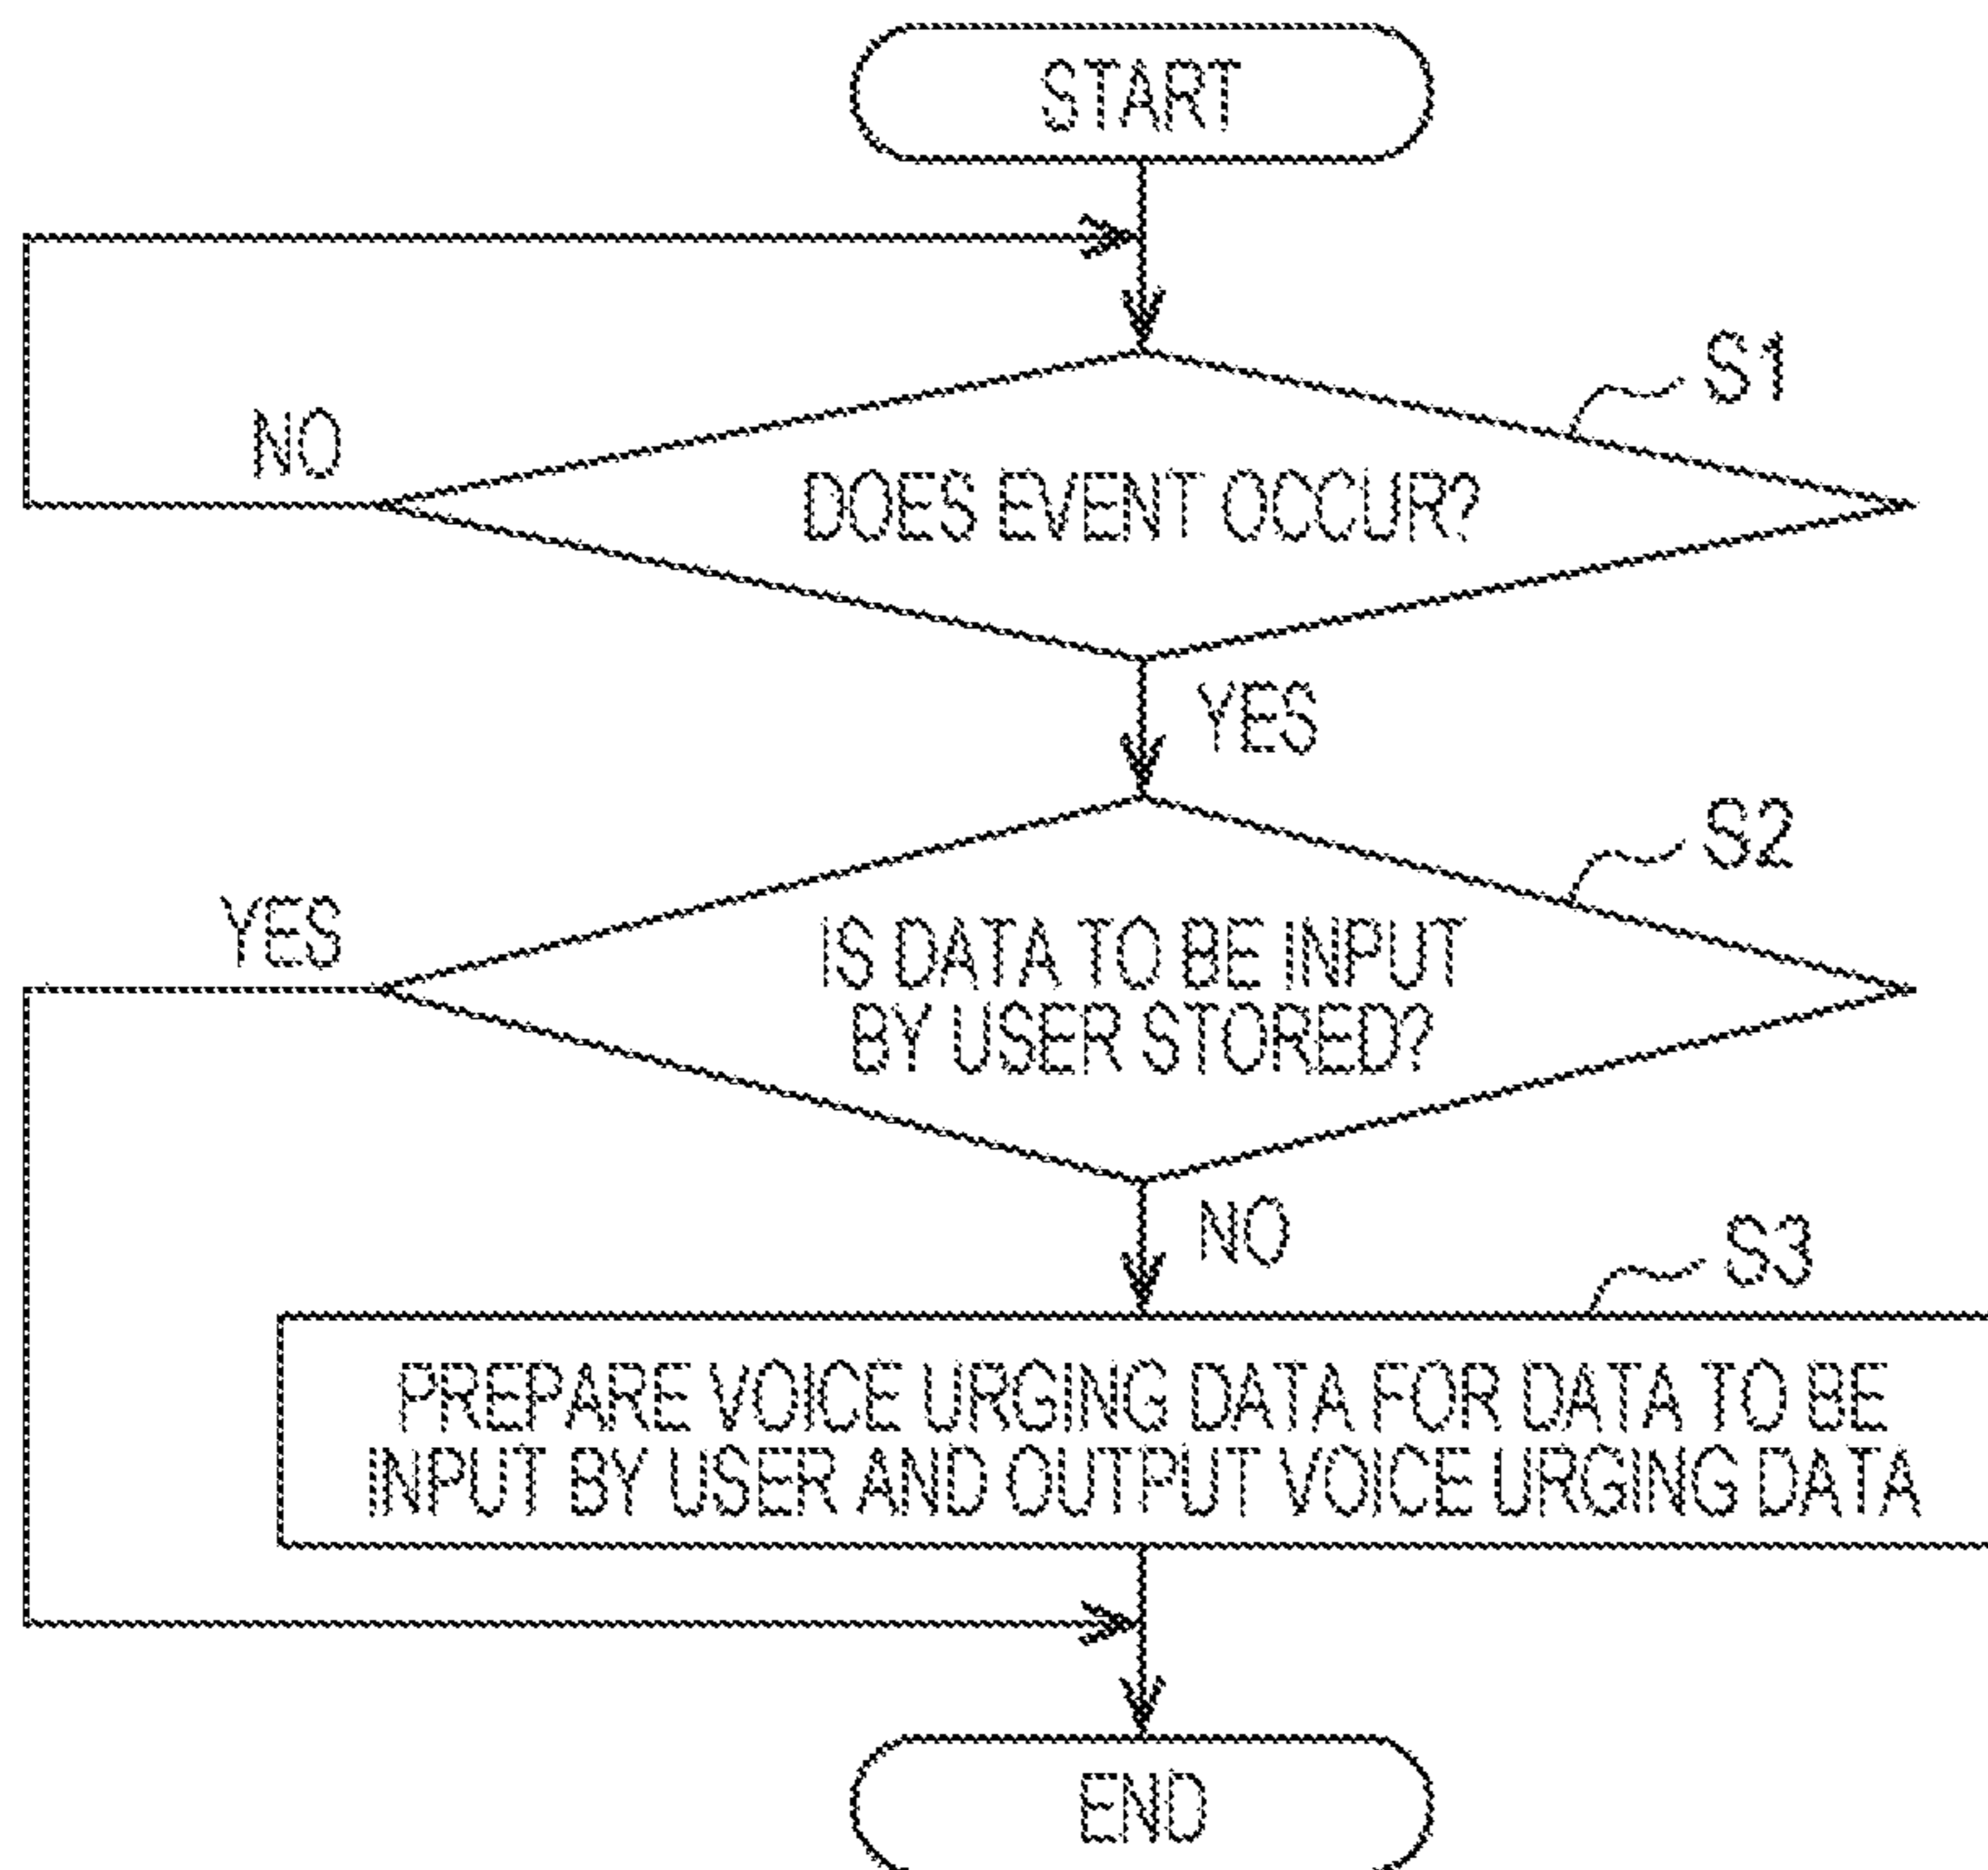 START
S1
NO
DOES EVENT OCCUR?
YES
S2
YES
IS DATA TO BE INPUT
BY USER STORED?
NO
S3
PREPARE VOICE URGING DATA FOR DATA TO BE
INPUT BY USER AND OUTPUT VOICE URGING DATA
END